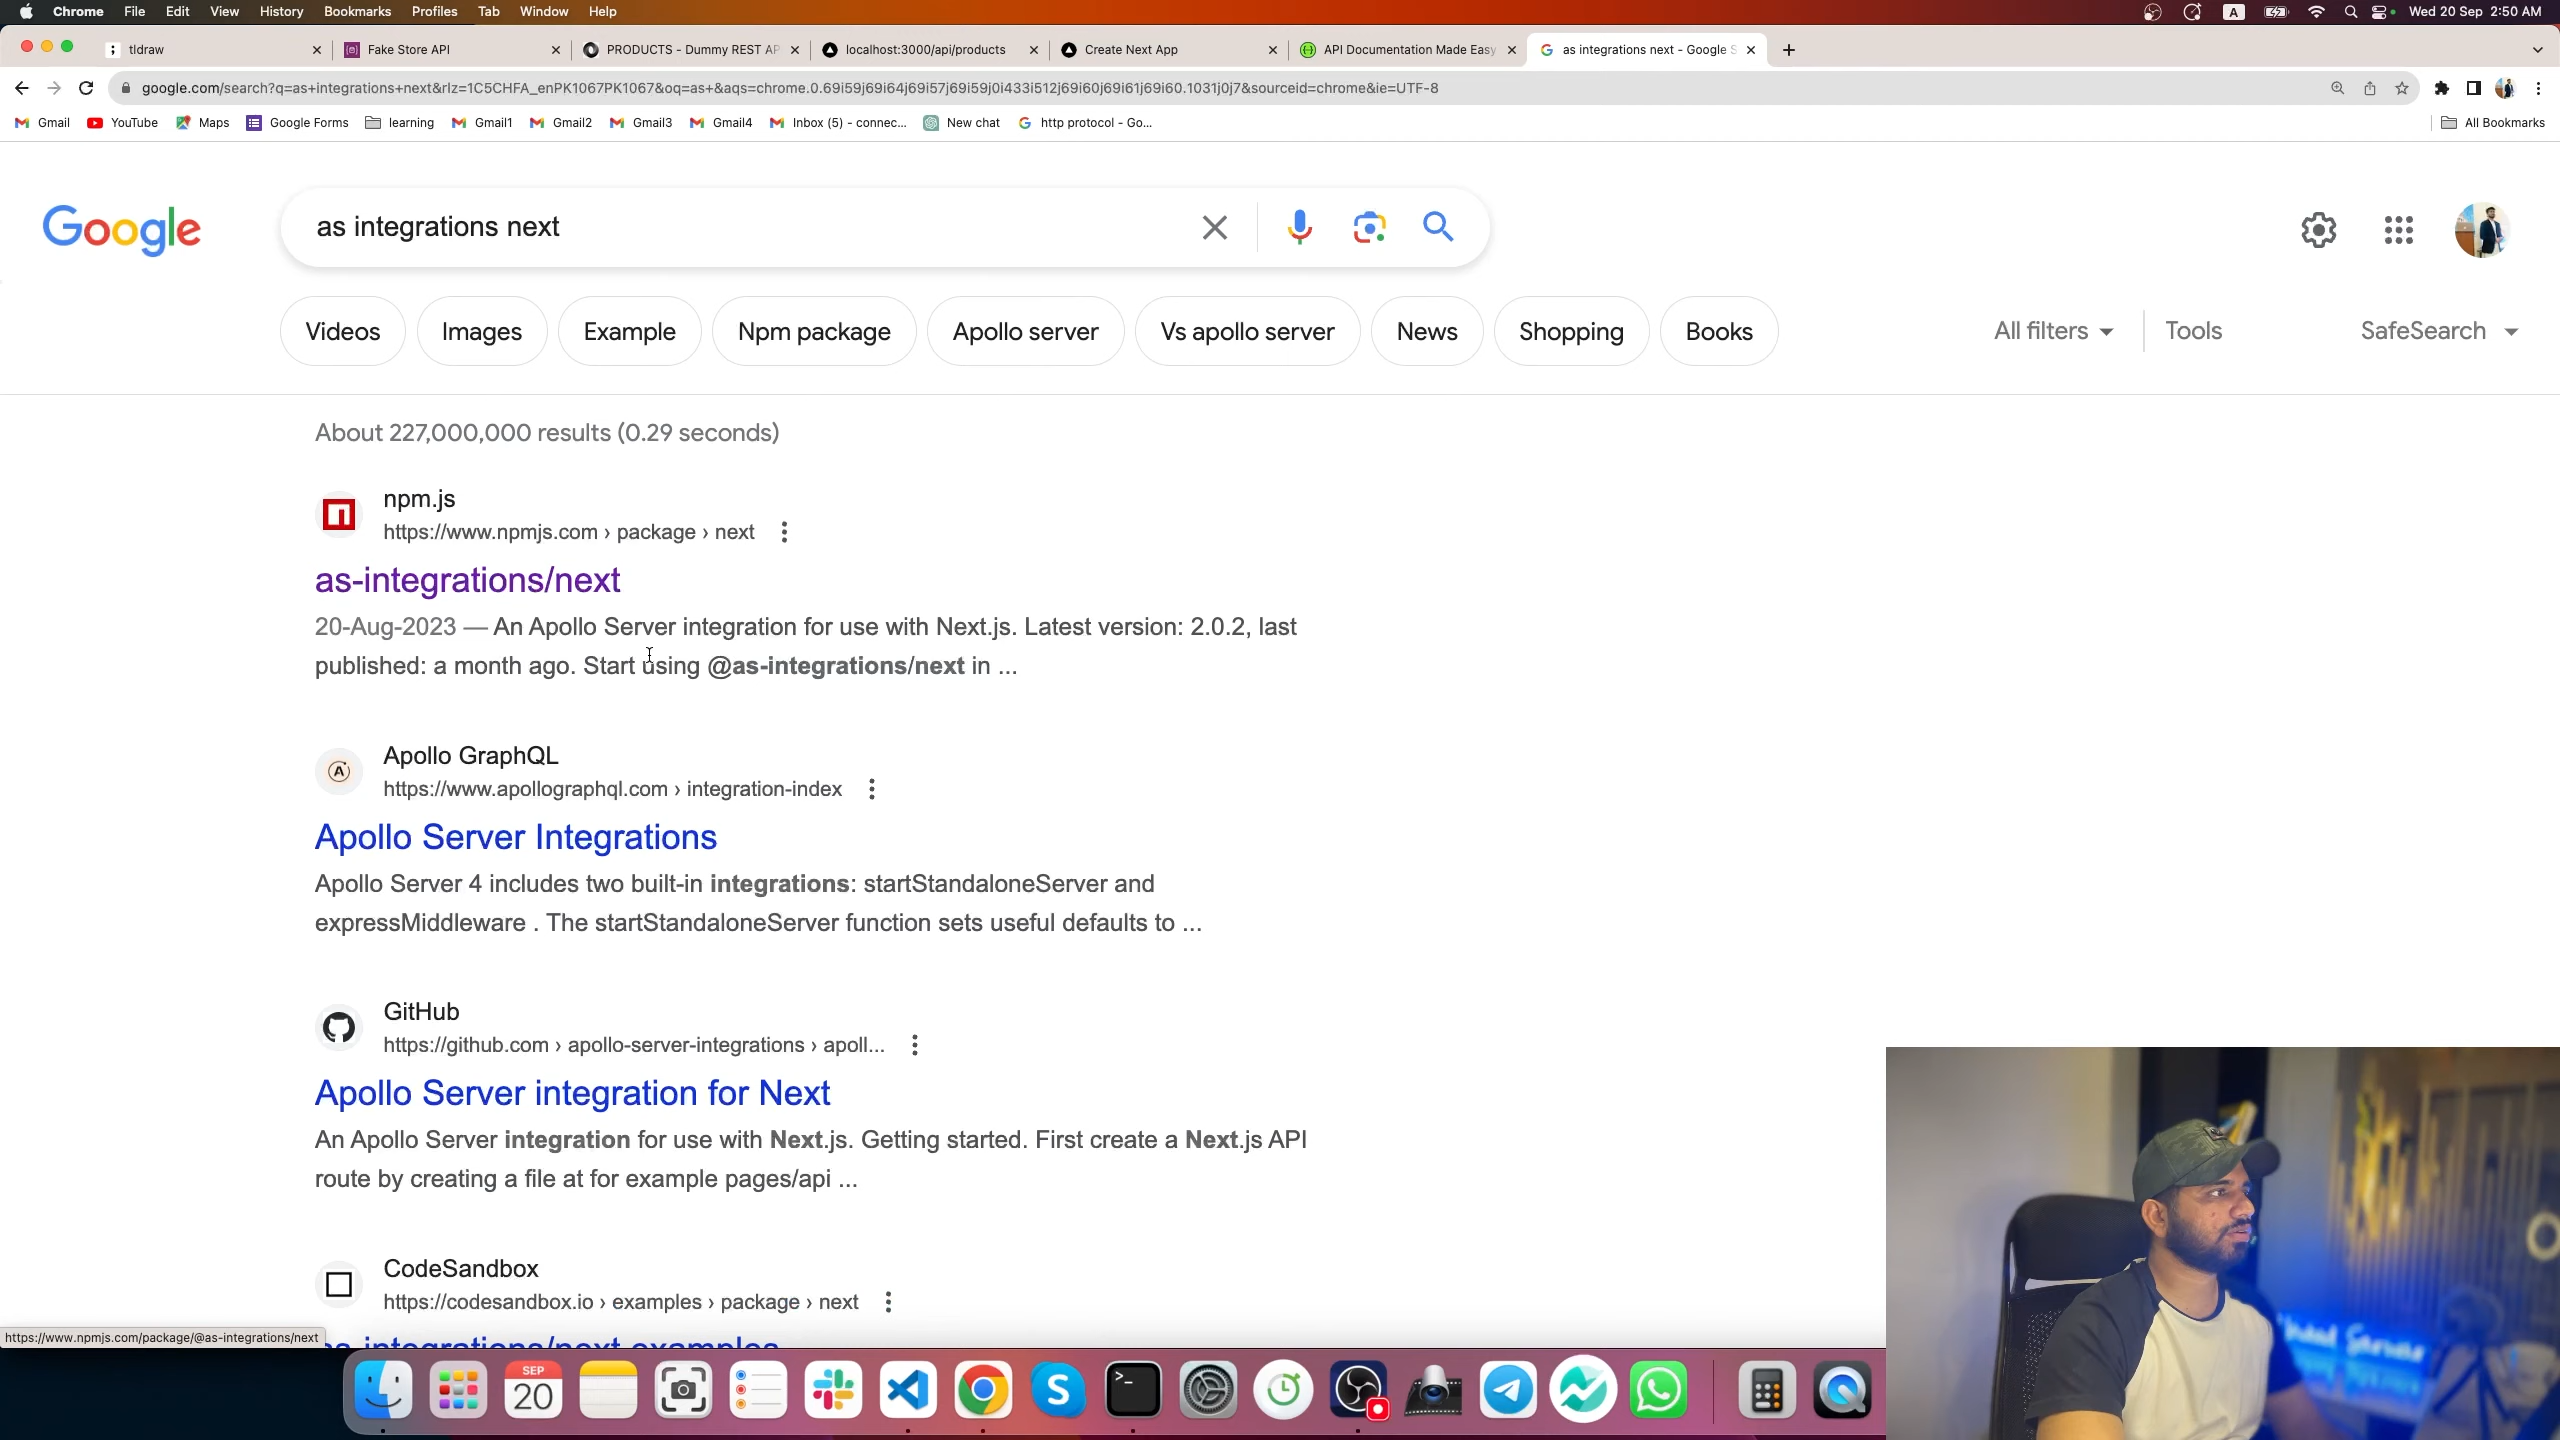 Chrome File Edit View History Bookmarks Profiles Tab Window Help A Wed 20 Sep 2:50 AM
tldraw Fake Store API PRODUCTS - Dummy REST AP localhost:3000/api/products Create Next App API Documentation Made Easy as integrations next - Google S
google.com/search?q=as+integrations+next&rlz=1C5CHFA_enPK1067PK1067&oq=as+&aqs=chrome.0.69i59j69i64j69i57j69i59j0i433i512j69i60j69i61j69i60.1031j0j7&sourceid=chrome&ie=UTF-8
Gmail YouTube Maps Google Forms learning Gmail1 Gmail2 Gmail3 Gmail4 Inbox (5) - connec... New chat http protocol - Go... All Bookmarks
Google as integrations next
Videos Images Example Npm package Apollo server Vs apollo server News Shopping Books All filters Tools SafeSearch
About 227,000,000 results (0.29 seconds)
npm.js
https://www.npmjs.com › package › next
as-integrations/next
20-Aug-2023 — An Apollo Server integration for use with Next.js. Latest version: 2.0.2, last
published: a month ago. Start using @as-integrations/next in ...
Apollo GraphQL
https://www.apollographql.com › integration-index
Apollo Server Integrations
Apollo Server 4 includes two built-in integrations: startStandaloneServer and
expressMiddleware . The startStandaloneServer function sets useful defaults to ...
GitHub
https://github.com › apollo-server-integrations › apoll...
Apollo Server integration for Next
An Apollo Server integration for use with Next.js. Getting started. First create a Next.js API
route by creating a file at for example pages/api ...
CodeSandbox
https://codesandbox.io › examples › package › next
as-integrations/next examples
https://www.npmjs.com/package/@as-integrations/next
SEP
20